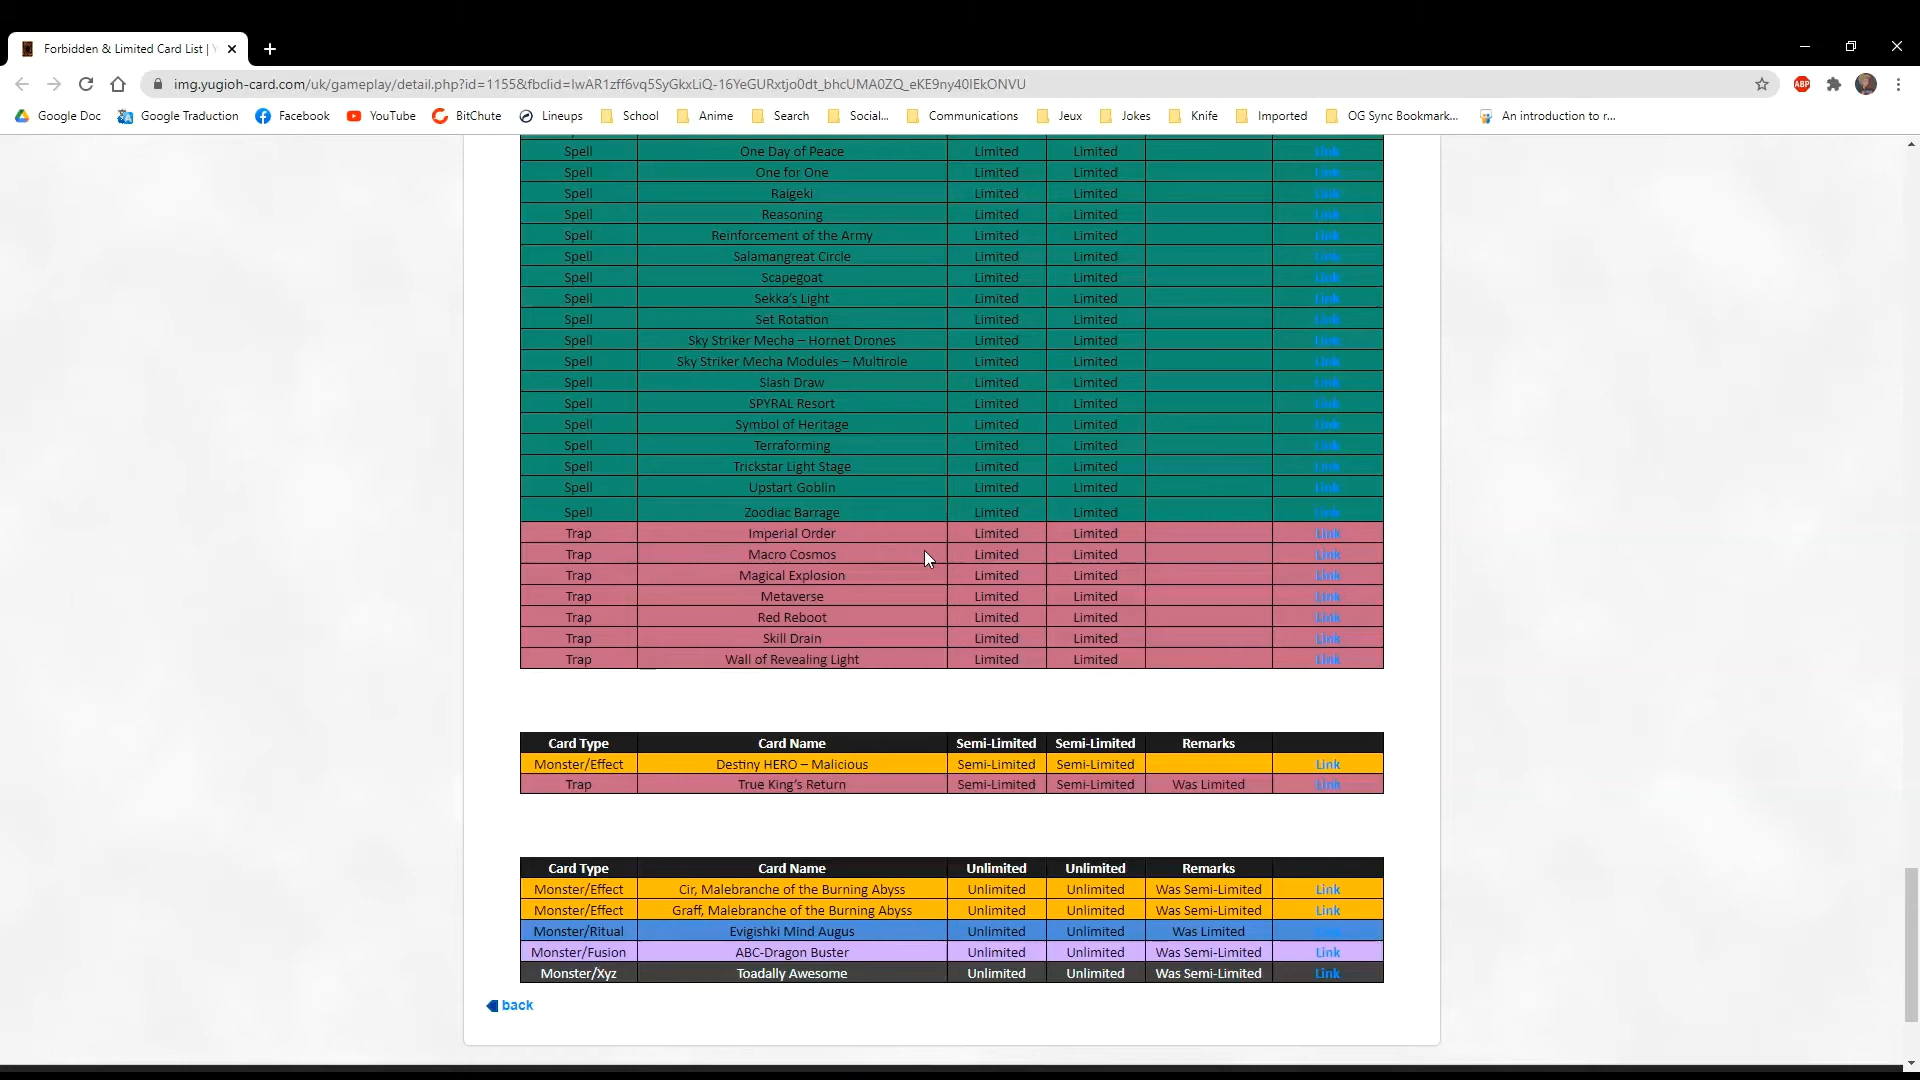 Forbidden & Limited Card List |
img.yugioh-card.com/uk/gameplay/detail.php?id=1155&fbclid=IwAR1zff6vq5SyGkxLiQ-16YeGURxtjo0dt_bhcUMA0ZQ_eKE9ny40IEkONVU
ABP
Google Doc Google Traduction Facebook YouTube BitChute Lineups School Anime Search Social... Communications Jeux Jokes Knife Imported OG Sync Bookmark... An introduction to r...
Spell One Day of Peace Limited Limited Link
Spell One for One Limited Limited Link
Spell Raigeki Limited Limited Link
Spell Reasoning Limited Limited Link
Spell Reinforcement of the Army Limited Limited Link
Spell Salamangreat Circle Limited Limited Link
Spell Scapegoat Limited Limited Link
Spell Sekka's Light Limited Limited Link
Spell Set Rotation Limited Limited Link
Spell Sky Striker Mecha – Hornet Drones Limited Limited Link
Spell Sky Striker Mecha Modules – Multirole Limited Limited Link
Spell Slash Draw Limited Limited Link
Spell SPYRAL Resort Limited Limited Link
Spell Symbol of Heritage Limited Limited Link
Spell Terraforming Limited Limited Link
Spell Trickstar Light Stage Limited Limited Link
Spell Upstart Goblin Limited Limited Link
Spell Zoodiac Barrage Limited Limited Link
Trap Imperial Order Limited Limited Link
Trap Macro Cosmos Limited Limited Link
Trap Magical Explosion Limited Limited Link
Trap Metaverse Limited Limited Link
Trap Red Reboot Limited Limited Link
Trap Skill Drain Limited Limited Link
Trap Wall of Revealing Light Limited Limited Link
Card Type Card Name Semi-Limited Semi-Limited Remarks
Monster/Effect Destiny HERO – Malicious Semi-Limited Semi-Limited Link
Trap True King's Return Semi-Limited Semi-Limited Was Limited Link
Card Type Card Name Unlimited Unlimited Remarks
Monster/Effect Cir, Malebranche of the Burning Abyss Unlimited Unlimited Was Semi-Limited Link
Monster/Effect Graff, Malebranche of the Burning Abyss Unlimited Unlimited Was Semi-Limited Link
Monster/Ritual Evigishki Mind Augus Unlimited Unlimited Was Limited Link
Monster/Fusion ABC-Dragon Buster Unlimited Unlimited Was Semi-Limited Link
Monster/Xyz Toadally Awesome Unlimited Unlimited Was Semi-Limited Link
back